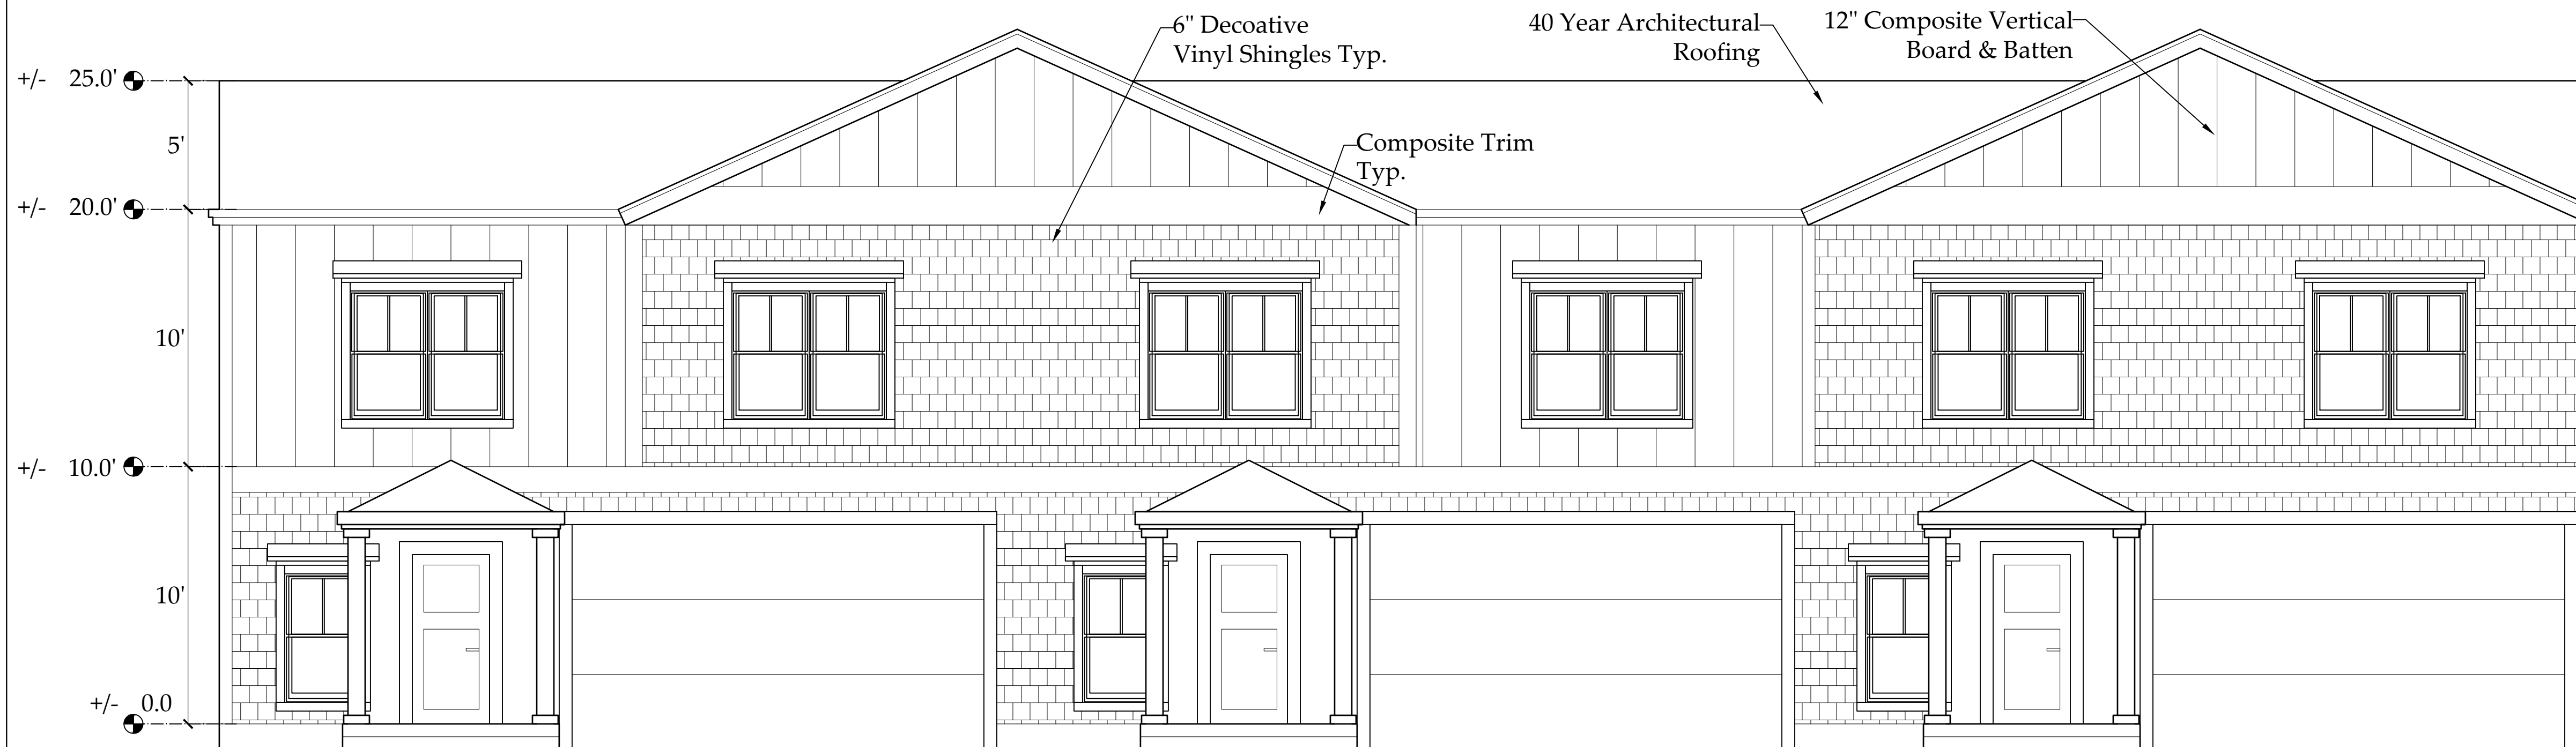 6" Decoative
Vinyl Shingles Typ.
40 Year Architectural
Roofing
12" Composite Vertical
Board & Batten
+/- 25.0'
5'
Composite Trim
Typ.
+/- 20.0'
10'
+/- 10.0'
10'
+/- 0.0